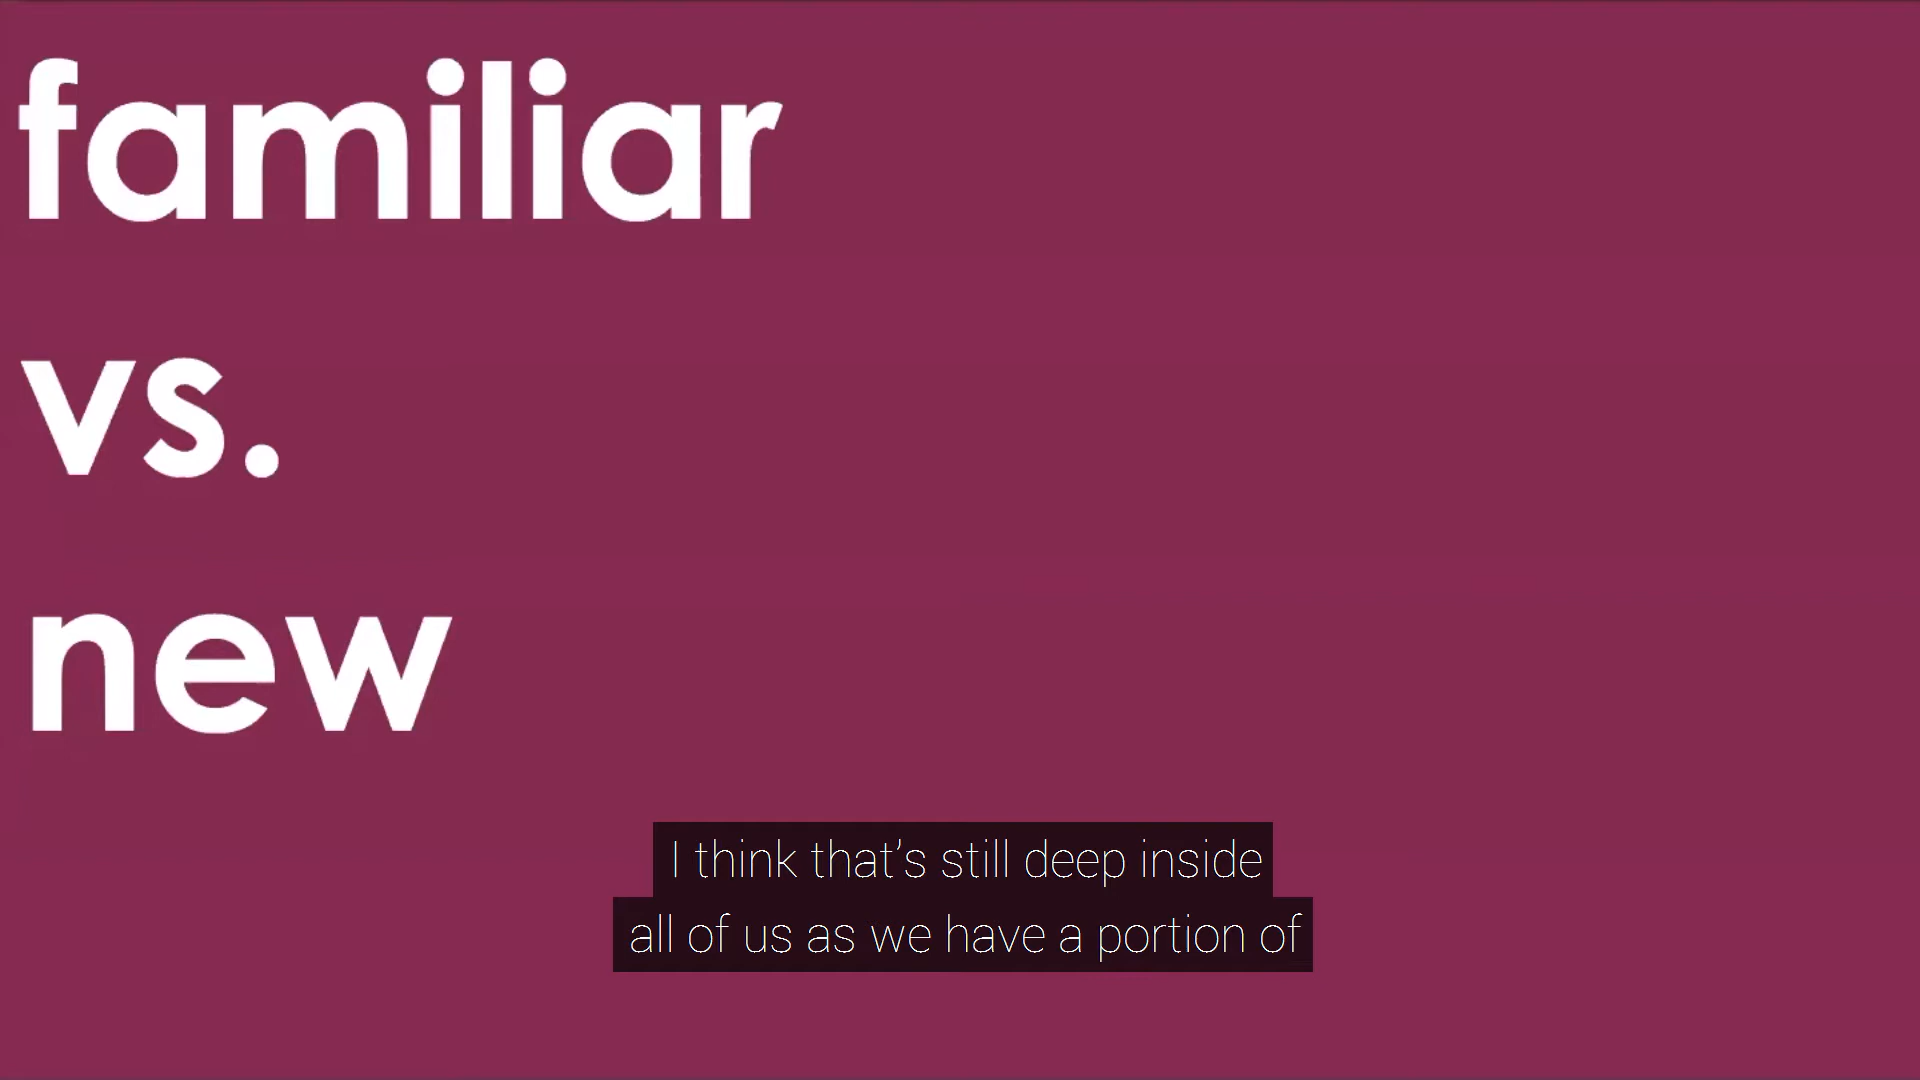 familiar
vs.
new
I think that's still deep inside
all of us as we have a portion of